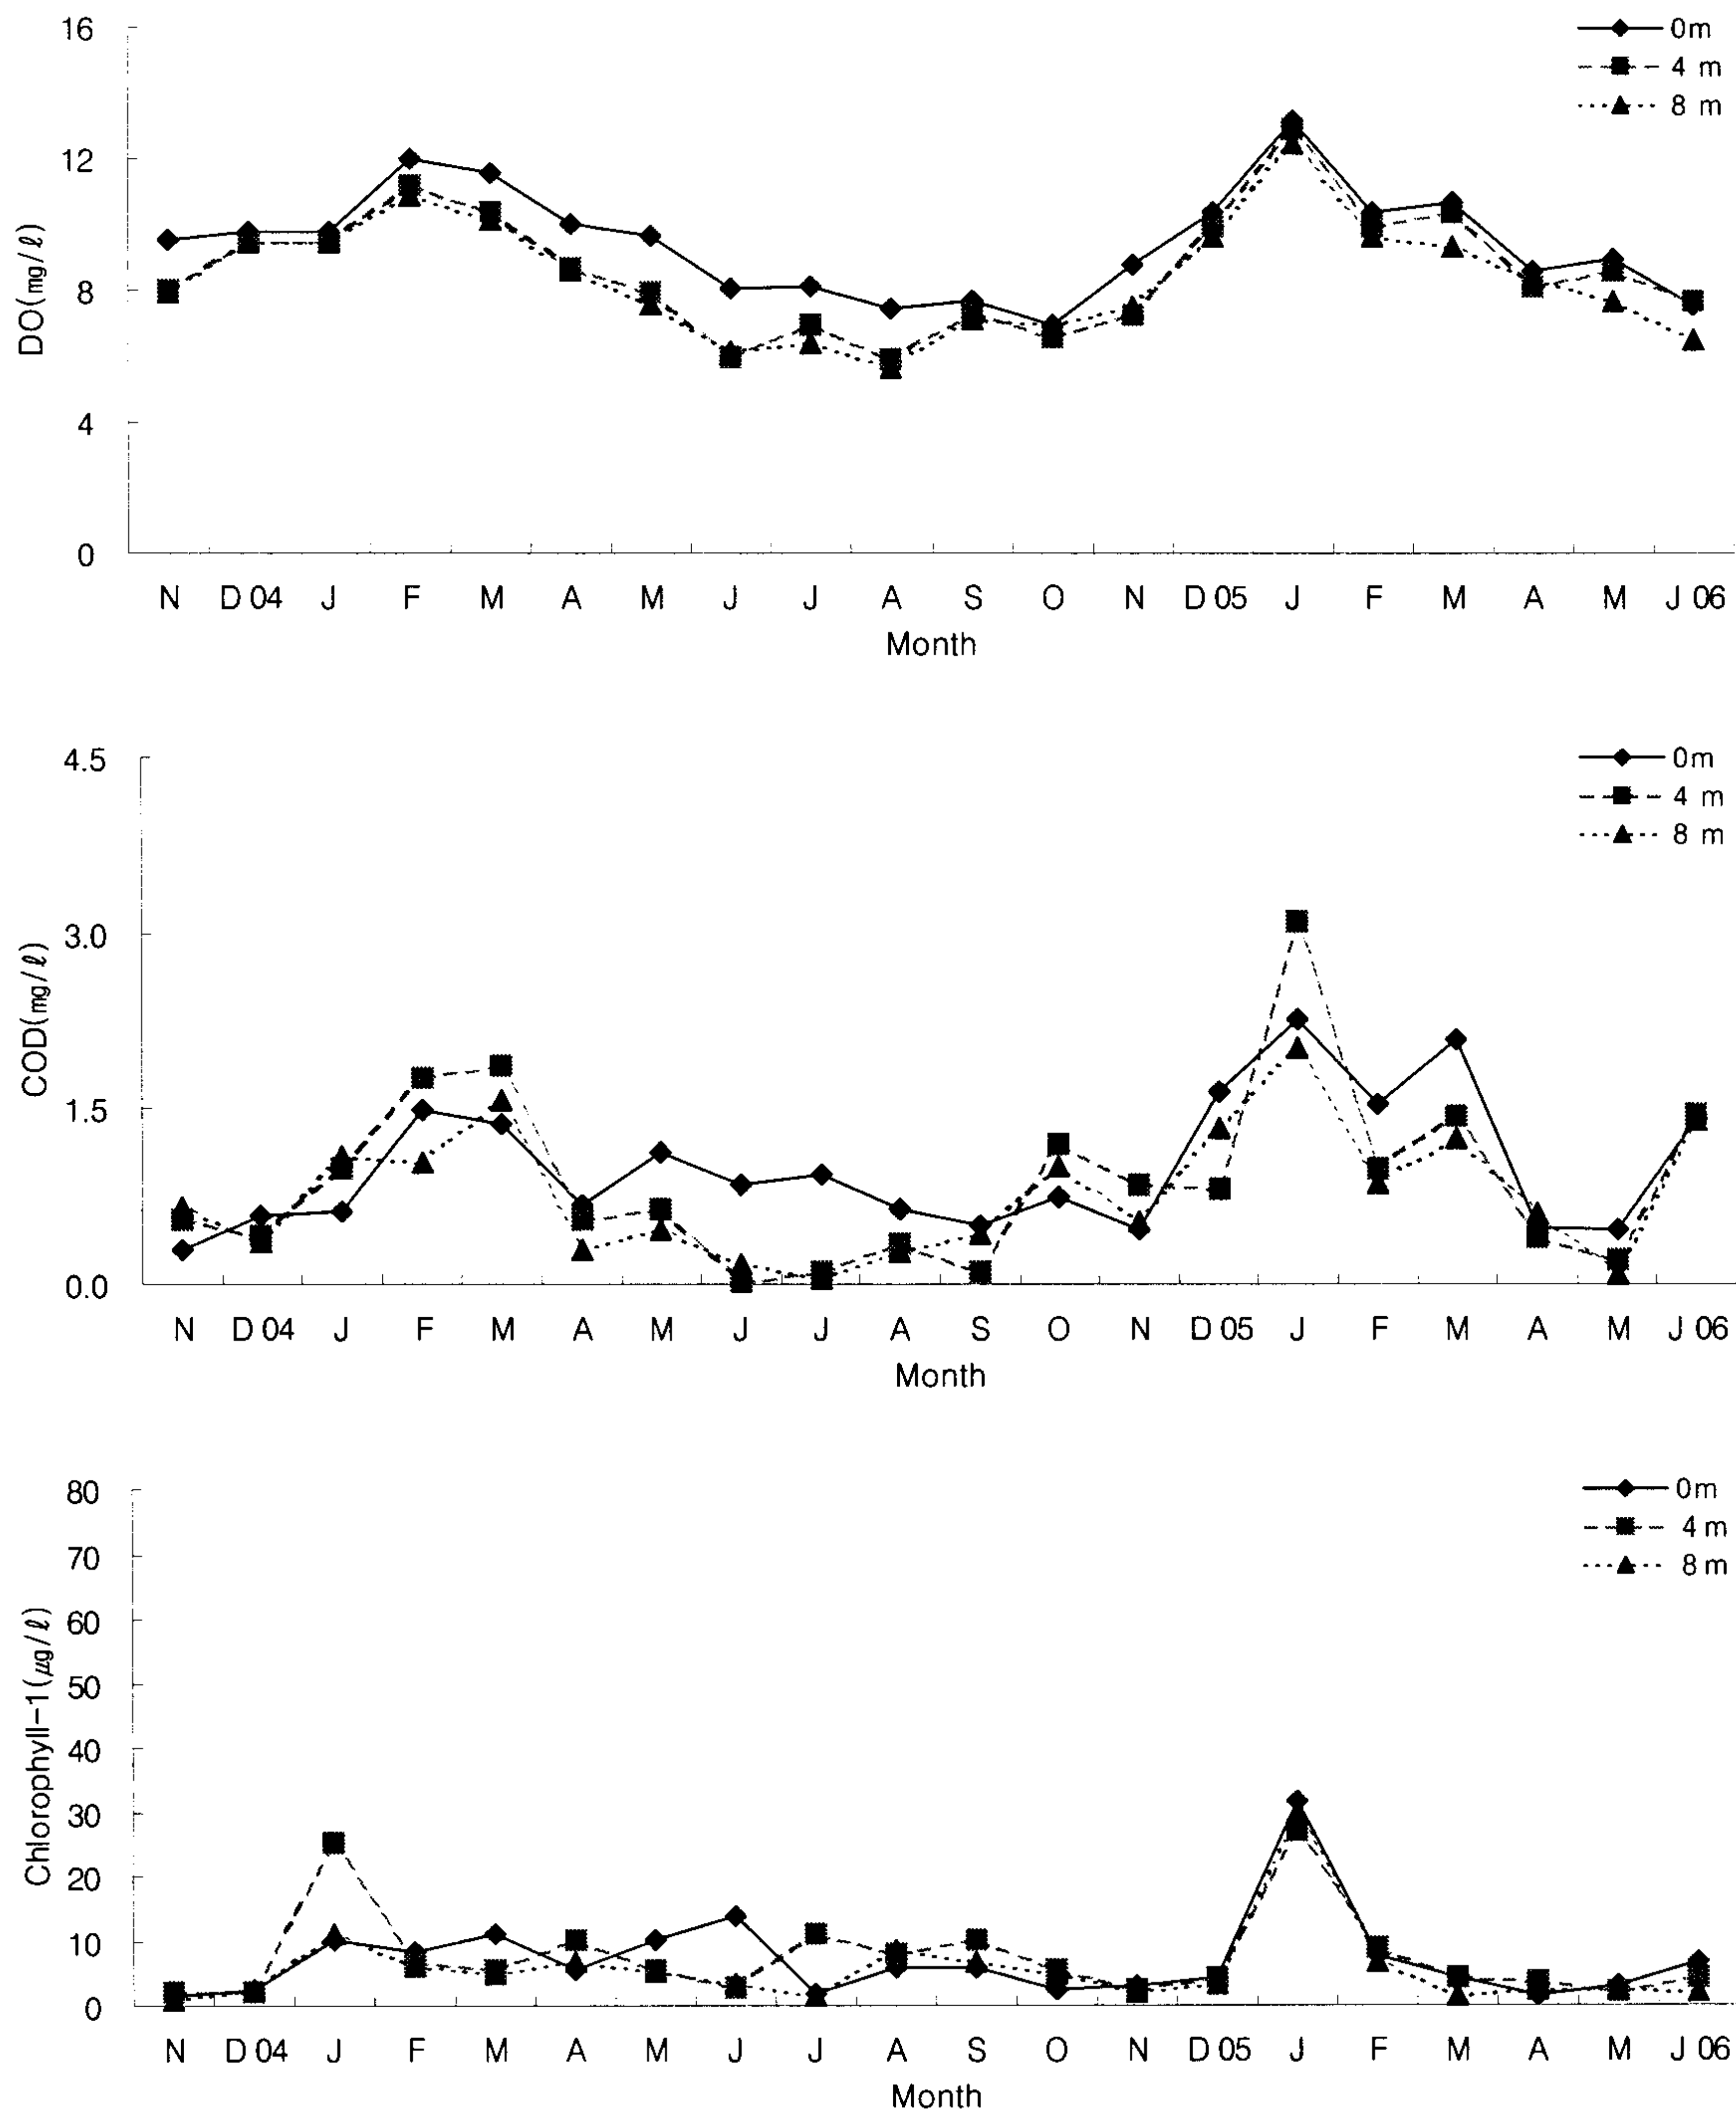 16
12
8
4
0
DO(mg/ℓ)
0m
4 m
8 m
N D 04 J F M A M J J A S O N D 05 J F M A M J 06
Month
4.5
3.0
1.5
0.0
COD(mg/ℓ)
0m
4 m
8 m
N D 04 J F M A M J J A S O N D 05 J F M A M J 06
Month
80
70
60
50
40
30
20
10
0
Chlorophyll-1(μg/ℓ)
0m
4m
8m
N D 04 J F M A M J J A S O N D 05 J F M A M J 06
Month